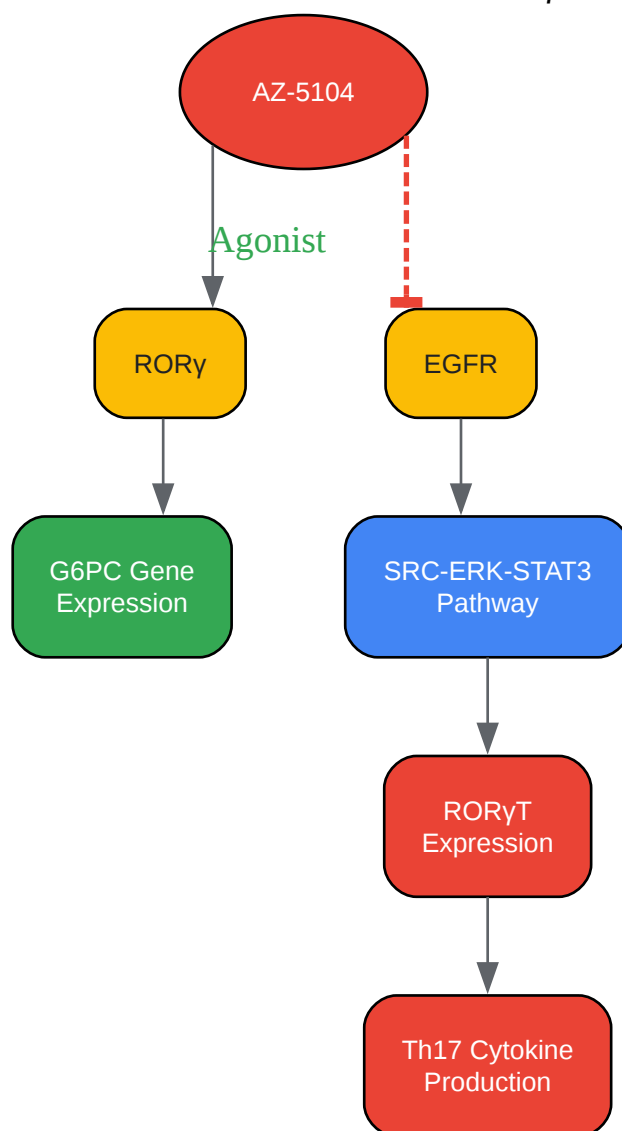 AZ-5104
Agonist
RORγ
EGFR
G6PC Gene
Expression
SRC-ERK-STAT3
Pathway
RORγT
Expression
Th17 Cytokine
Production